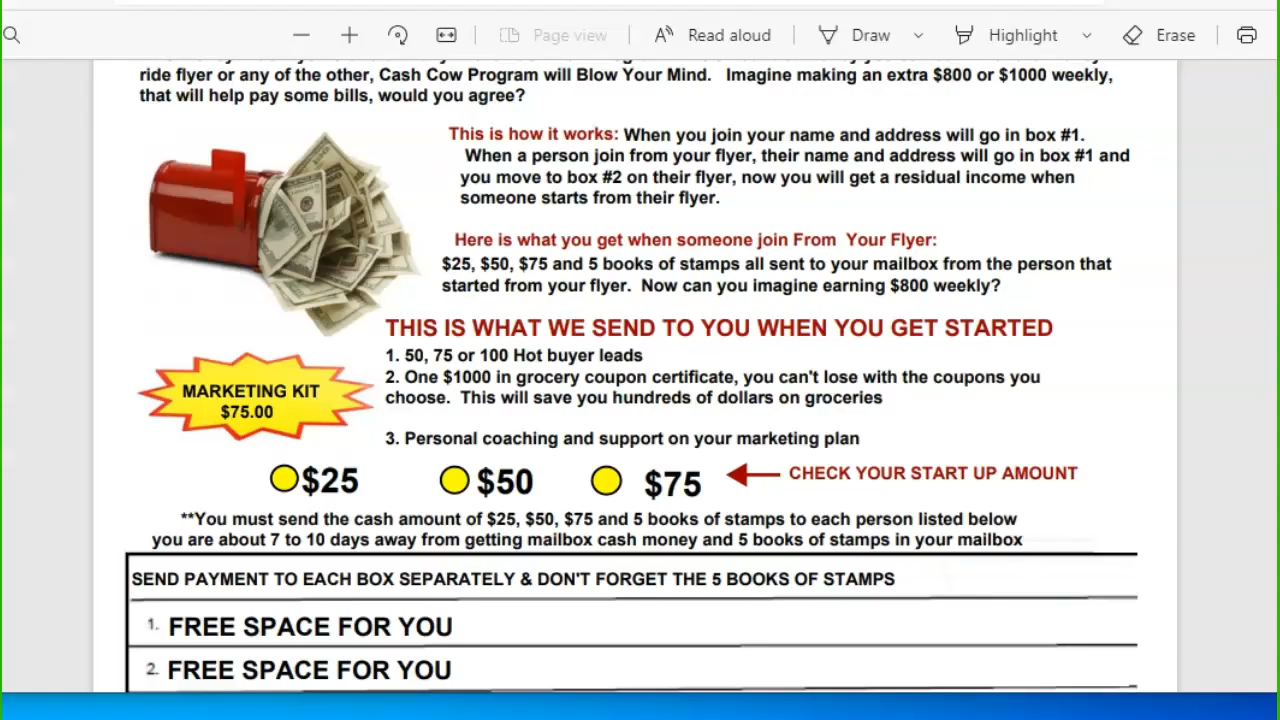 Page view
Read aloud
Draw
Highlight
Erase
ride flyer or any of the other, Cash Cow Program will Blow Your Mind. Imagine making an extra $800 or $1000 weekly,
that will help pay some bills, would you agree?
This is how it works: When you join your name and address will go in box #1.
When a person join from your flyer, their name and address will go in box #1 and
you move to box #2 on their flyer, now you will get a residual income when
someone starts from their flyer.
Here is what you get when someone join From Your Flyer:
$25, $50, $75 and 5 books of stamps all sent to your mailbox from the person that
started from your flyer. Now can you imagine earning $800 weekly?
THIS IS WHAT WE SEND TO YOU WHEN YOU GET STARTED
1. 50, 75 or 100 Hot buyer leads
2. One $1000 in grocery coupon certificate, you can't lose with the coupons you
choose. This will save you hundreds of dollars on groceries
MARKETING KIT
$75.00
3. Personal coaching and support on your marketing plan
$25 $50 $75 CHECK YOUR START UP AMOUNT
**You must send the cash amount of $25, $50, $75 and 5 books of stamps to each person listed below
you are about 7 to 10 days away from getting mailbox cash money and 5 books of stamps in your mailbox
SEND PAYMENT TO EACH BOX SEPARATELY & DON'T FORGET THE 5 BOOKS OF STAMPS
1. FREE SPACE FOR YOU
2. FREE SPACE FOR YOU